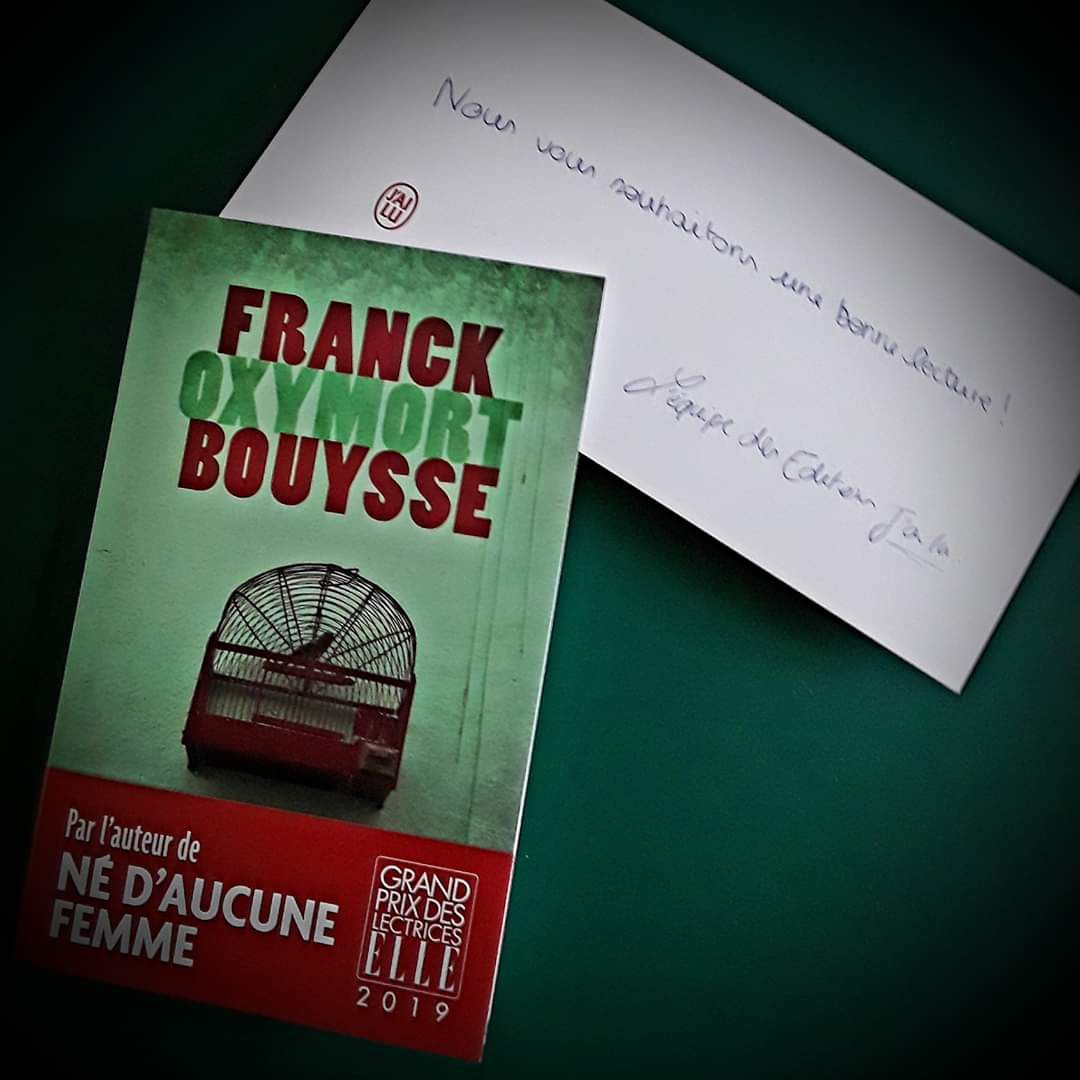 Nous vous souhaitons une bonne lecture !
L'équipe des Editions J'ai lu.
J'AI
LU
FRANCK
OXYMORT
BOUYSSE
Par l'auteur de
NÉ D'AUCUNE
FEMME
GRAND
PRIX DES
LECTRICES
ELLE
2019